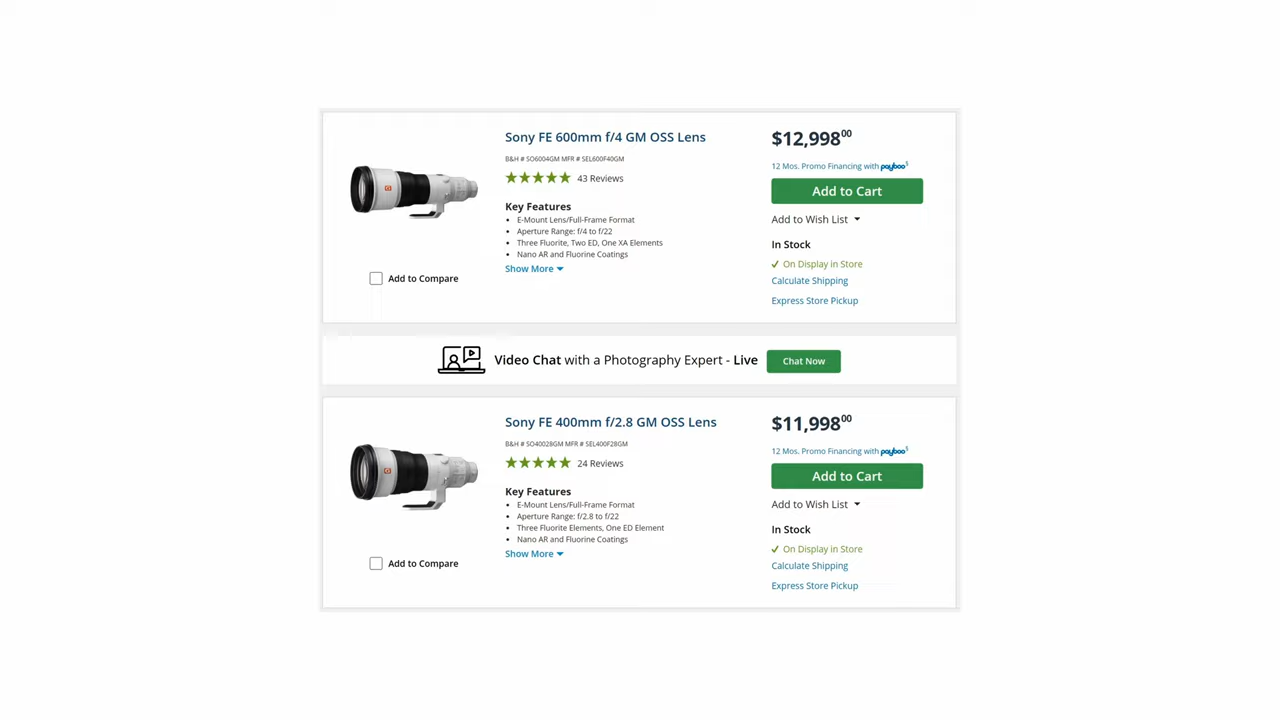 Sony FE 600mm f/4 GM OSS Lens
B&H # SO6004GM MFR # SEL600F40GM
43 Reviews
Key Features
E-Mount Lens/Full-Frame Format
Aperture Range: f/4 to f/22
Three Fluorite, Two ED, One XA Elements
Nano AR and Fluorine Coatings
Show More
Add to Compare
$12,998.00
12 Mos. Promo Financing with payboo§
Add to Cart
Add to Wish List
In Stock
On Display in Store
Calculate Shipping
Express Store Pickup
Video Chat with a Photography Expert - Live
Chat Now
Sony FE 400mm f/2.8 GM OSS Lens
B&H # SO40028GM MFR # SEL400F28GM
24 Reviews
Key Features
E-Mount Lens/Full-Frame Format
Aperture Range: f/2.8 to f/22
Three Fluorite Elements, One ED Element
Nano AR and Fluorine Coatings
Show More
Add to Compare
$11,998.00
12 Mos. Promo Financing with payboo§
Add to Cart
Add to Wish List
In Stock
On Display in Store
Calculate Shipping
Express Store Pickup